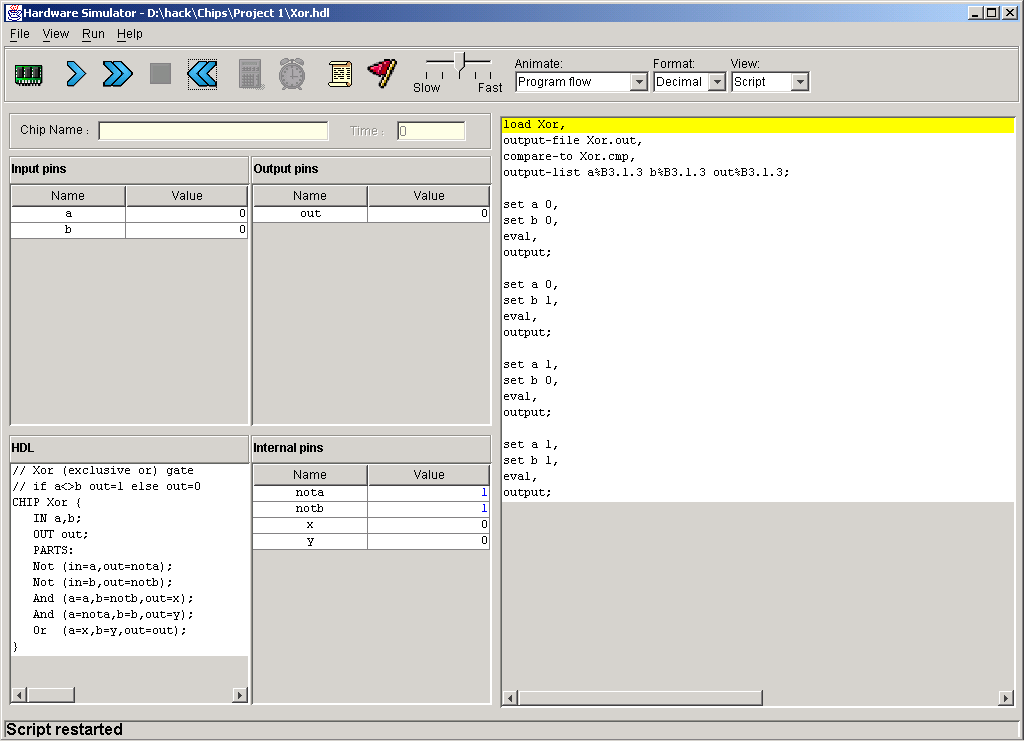 Hardware Simulator - D:\hack\Chips\Project 1\Xor.hdl
File View Run Help
Slow Fast
Animate: Format: View:
Program flow Decimal Script
Chip Name : Time : 0
Input pins
Name Value
a 0
b 0
Output pins
Name Value
out 0
HDL
// Xor (exclusive or) gate
// if a<>b out=1 else out=0
CHIP Xor {
IN a,b;
OUT out;
PARTS:
Not (in=a,out=nota);
Not (in=b,out=notb);
And (a=a,b=notb,out=x);
And (a=nota,b=b,out=y);
Or (a=x,b=y,out=out);
}
Internal pins
Name Value
nota 1
notb 1
x 0
y 0
load Xor,
output-file Xor.out,
compare-to Xor.cmp,
output-list a%B3.1.3 b%B3.1.3 out%B3.1.3;
set a 0,
set b 0,
eval,
output;
set a 0,
set b 1,
eval,
output;
set a 1,
set b 0,
eval,
output;
set a 1,
set b 1,
eval,
output;
Script restarted